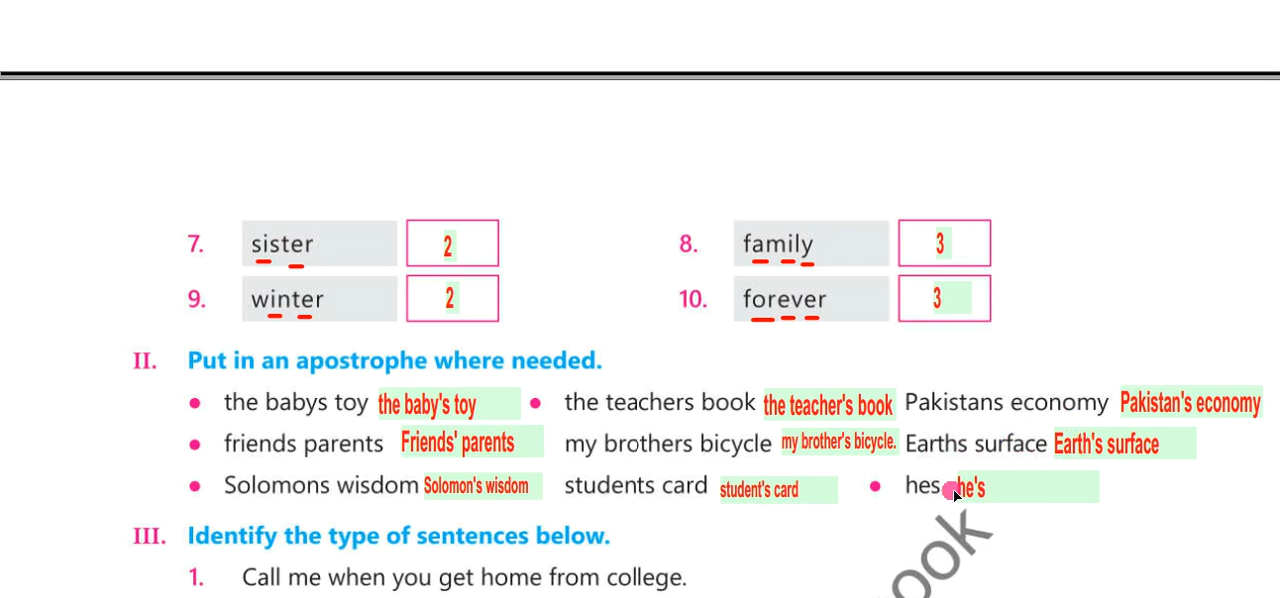 7. sister 2 8. family 3
9. winter 2 10. forever 3
II. Put in an apostrophe where needed.
• the babys toy the baby's toy • the teachers book the teacher's book Pakistans economy Pakistan's economy
• friends parents Friends' parents my brothers bicycle my brother's bicycle. Earths surface Earth's surface
• Solomons wisdom Solomon's wisdom students card student's card • hes he's
III. Identify the type of sentences below.
1. Call me when you get home from college.
ook